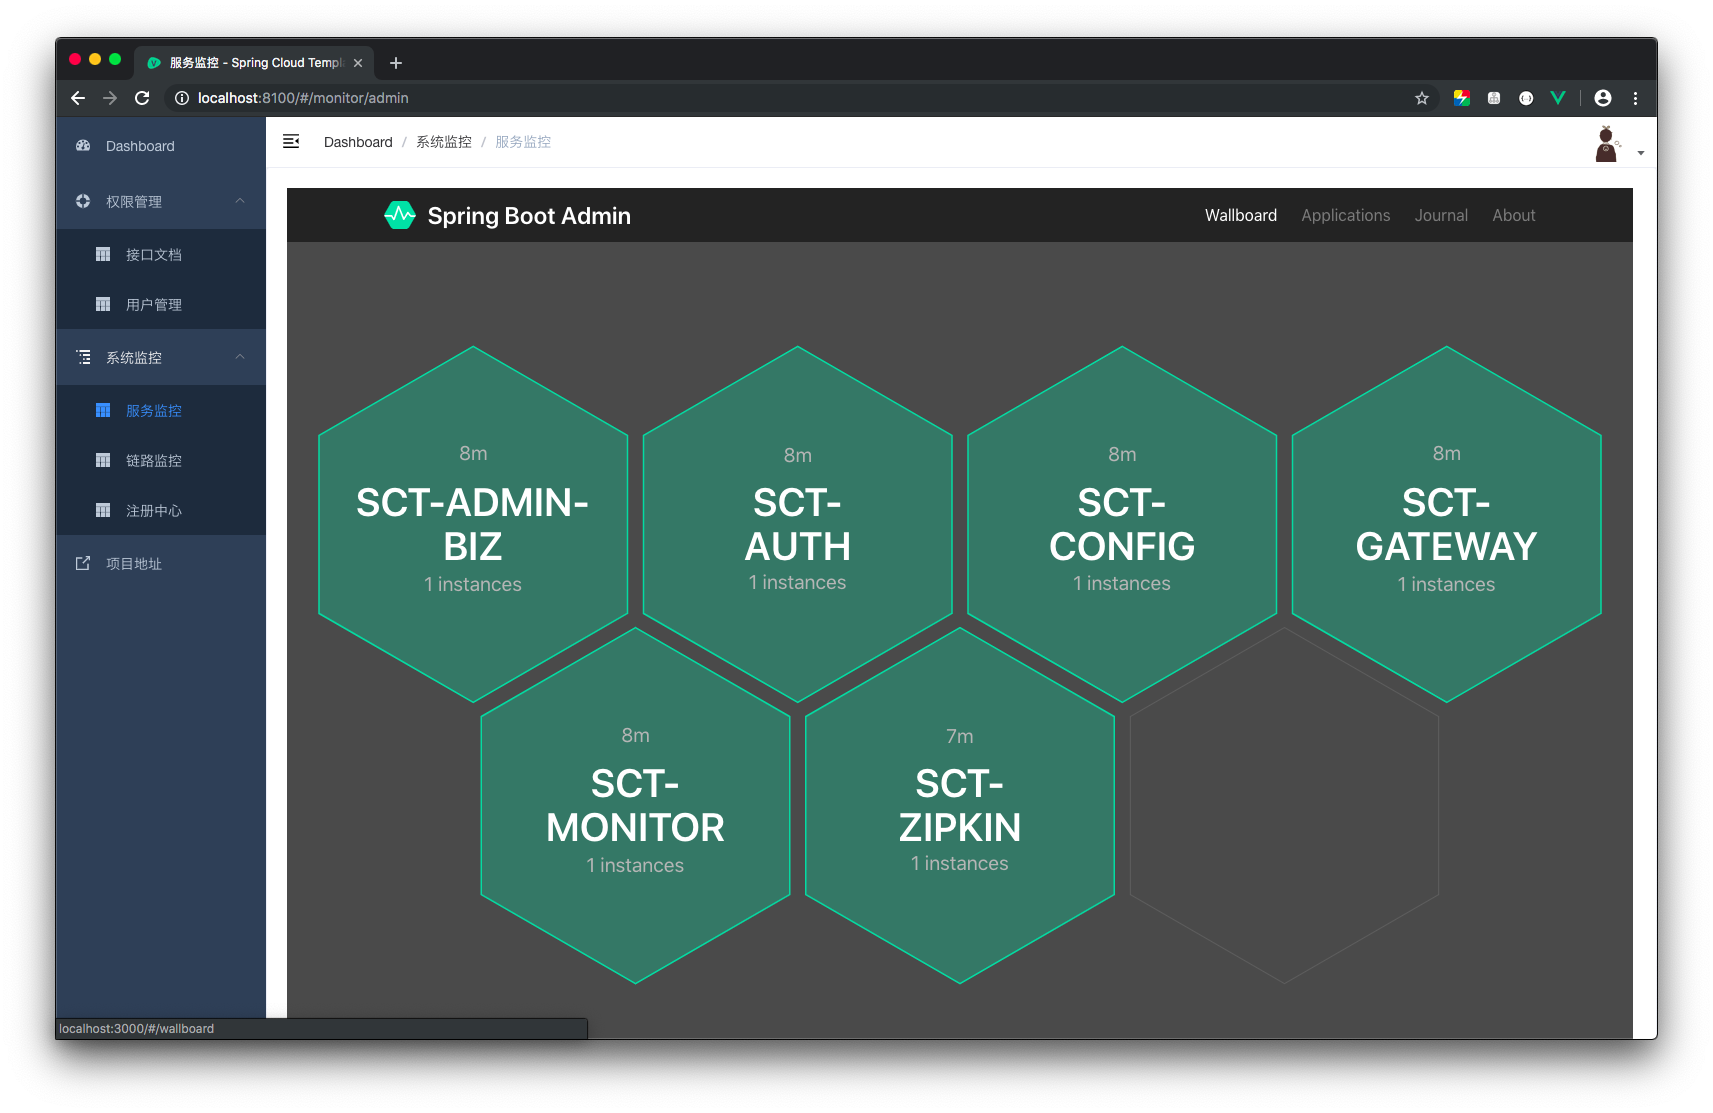 服务监控 - Spring Cloud Templ
localhost:8100/#/monitor/admin
Dashboard
权限管理
接口文档
用户管理
系统监控
服务监控
链路监控
注册中心
项目地址
Dashboard / 系统监控 / 服务监控
Spring Boot Admin
Wallboard Applications Journal About
8m
SCT-ADMIN-
BIZ
1 instances
8m
SCT-
AUTH
1 instances
8m
SCT-
CONFIG
1 instances
8m
SCT-
GATEWAY
1 instances
8m
SCT-
MONITOR
1 instances
7m
SCT-
ZIPKIN
1 instances
localhost:3000/#/wallboard